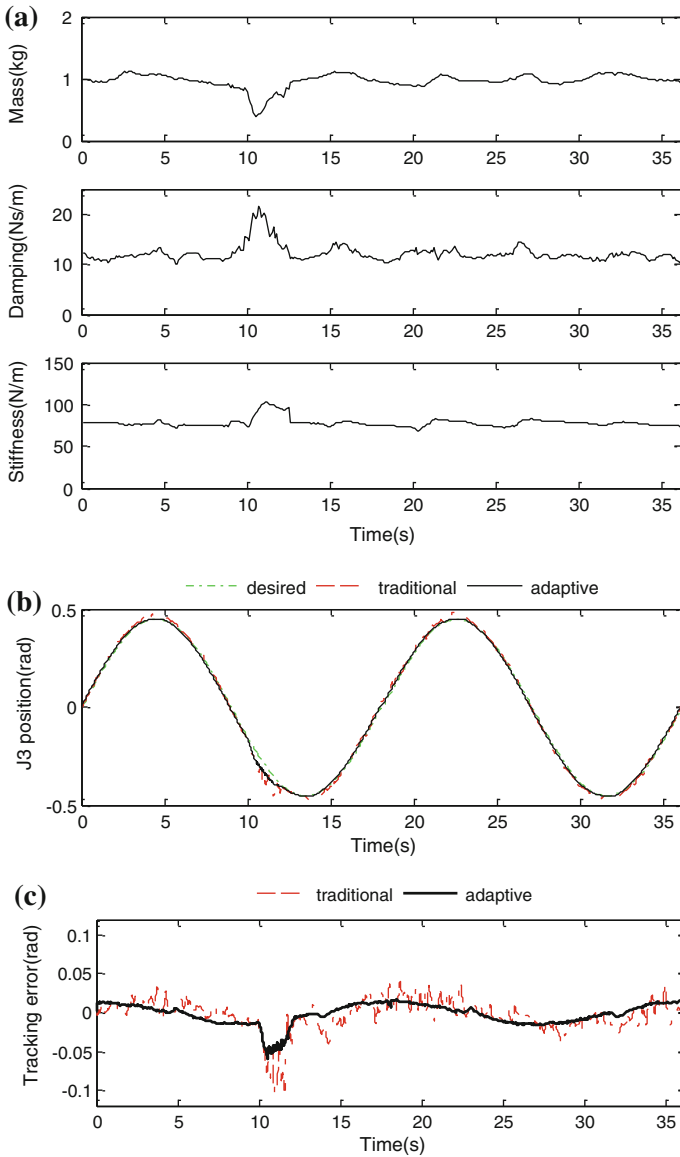 (a)
Mass(kg)
2
1
0
0 5 10 15 20 25 30 35
Damping(Ns/m)
20
10
0
0 5 10 15 20 25 30 35
Stiffness(N/m)
150
100
50
0
0 5 10 15 20 25 30 35
Time(s)
desired traditional adaptive
(b)
J3 position(rad)
0.5
0
-0.5
0 5 10 15 20 25 30 35
Time(s)
(c)
traditional adaptive
Tracking error(rad)
0.1
0.05
0
-0.05
-0.1
0 5 10 15 20 25 30 35
Time(s)